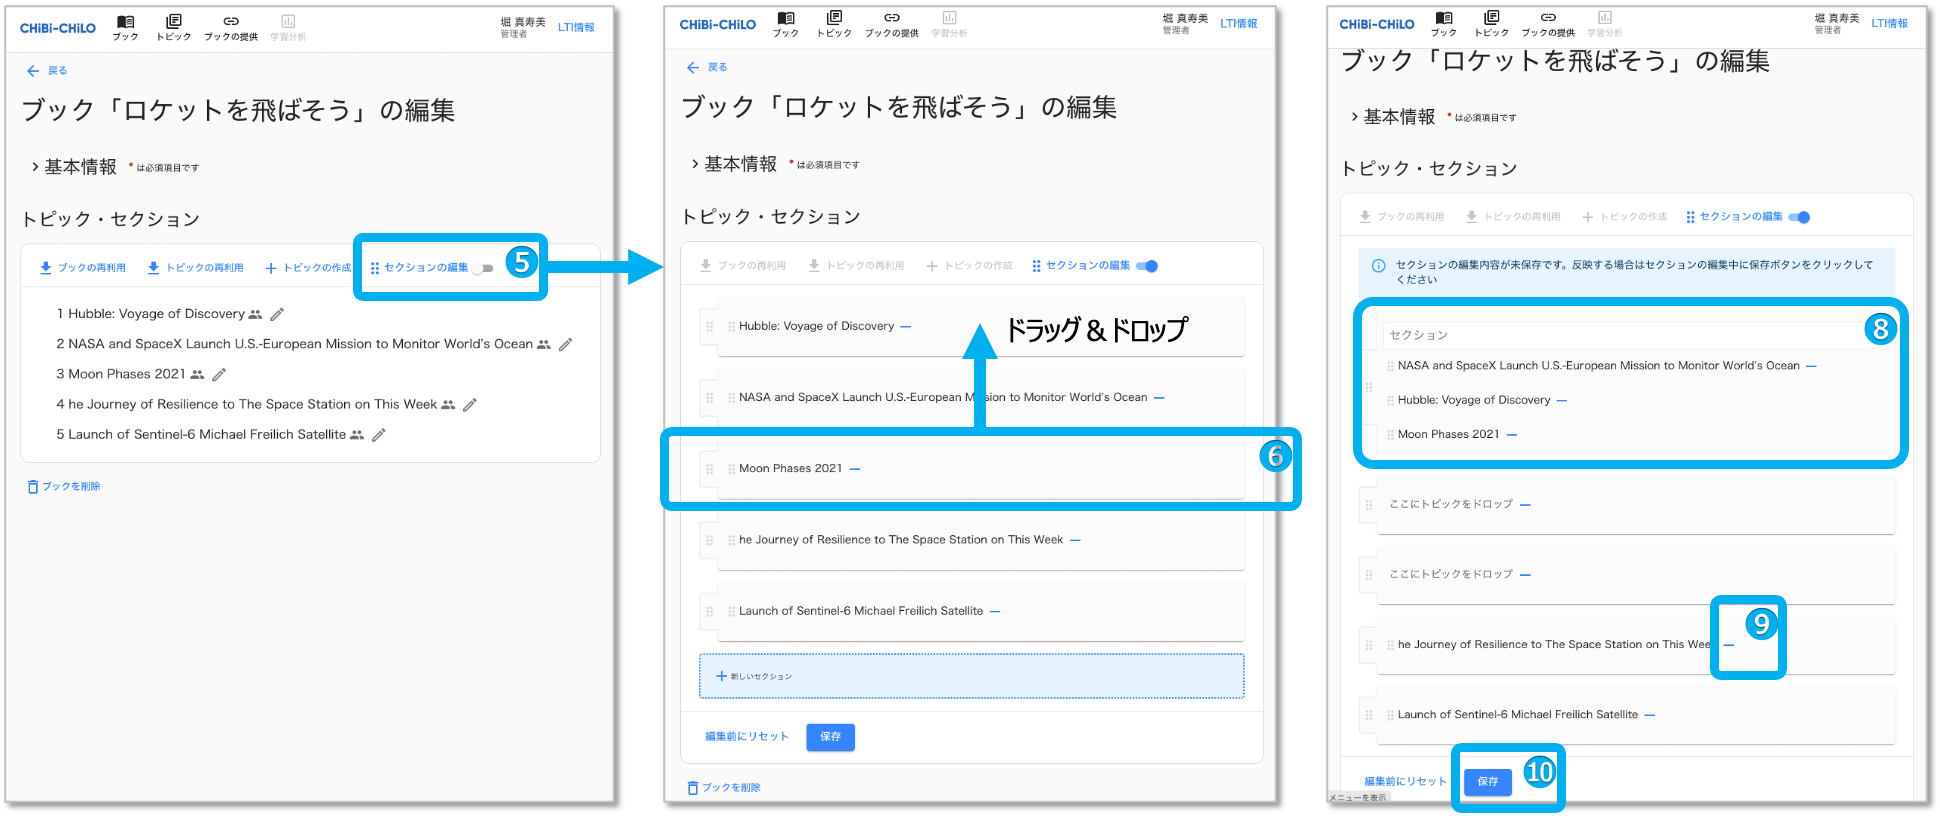 CHiBi-CHiLO
ブック
トピック
ブックの提供
学習分析
堀 真寿美
管理者
LTI情報
戻る
ブック「ロケットを飛ばそう」の編集
基本情報 * は必須項目です
トピック・セクション
ブックの再利用
トピックの再利用
トピックの作成
セクションの編集
5
1 Hubble: Voyage of Discovery
2 NASA and SpaceX Launch U.S.-European Mission to Monitor World's Ocean
3 Moon Phases 2021
4 he Journey of Resilience to The Space Station on This Week
5 Launch of Sentinel-6 Michael Freilich Satellite
ブックを削除
CHiBi-CHiLO
ブック
トピック
ブックの提供
学習分析
堀 真寿美
管理者
LTI情報
戻る
ブック「ロケットを飛ばそう」の編集
基本情報 * は必須項目です
トピック・セクション
ブックの再利用
トピックの再利用
トピックの作成
セクションの編集
Hubble: Voyage of Discovery
ドラッグ&ドロップ
NASA and SpaceX Launch U.S.-European Mission to Monitor World's Ocean
6
Moon Phases 2021
he Journey of Resilience to The Space Station on This Week
Launch of Sentinel-6 Michael Freilich Satellite
新しいセクション
編集前にリセット
保存
ブックを削除
CHiBi-CHiLO
ブック
トピック
ブックの提供
学習分析
堀 真寿美
管理者
LTI情報
ブック「ロケットを飛ばそう」の編集
基本情報 * は必須項目です
トピック・セクション
ブックの再利用
トピックの再利用
トピックの作成
セクションの編集
セクションの編集内容が未保存です。反映する場合はセクションの編集中に保存ボタンをクリックして
ください
8
セクション
NASA and SpaceX Launch U.S.-European Mission to Monitor World's Ocean
Hubble: Voyage of Discovery
Moon Phases 2021
ここにトピックをドロップ
ここにトピックをドロップ
9
he Journey of Resilience to The Space Station on This Wee
Launch of Sentinel-6 Michael Freilich Satellite
編集前にリセット
保存
10
メニューを表示